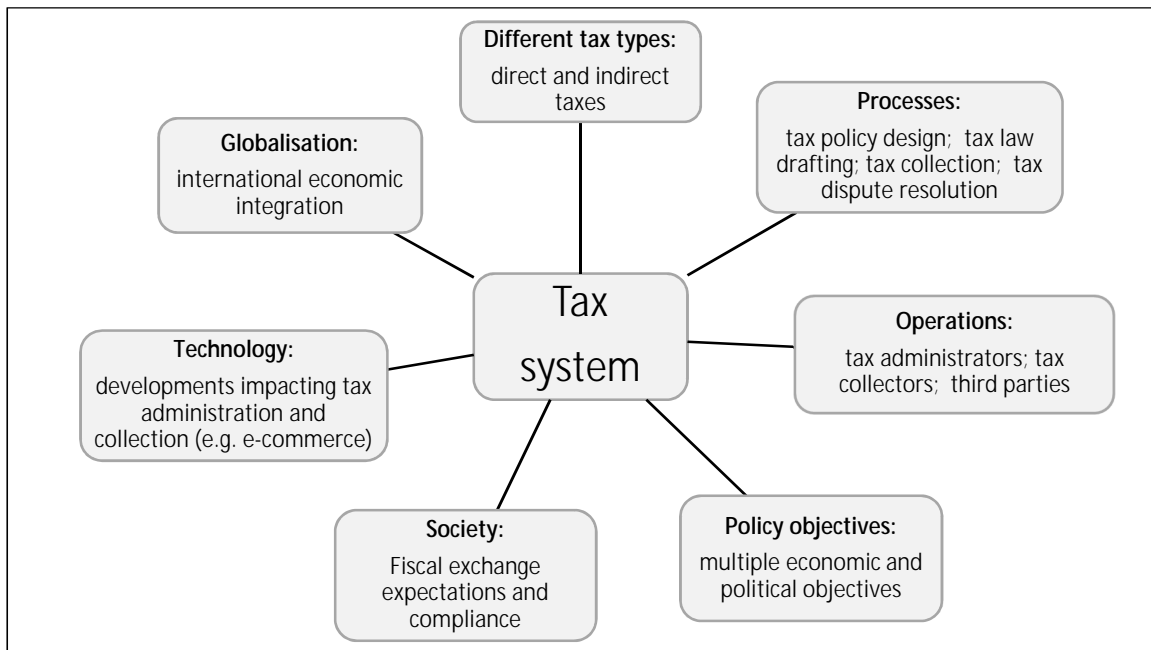 Different tax types:
direct and indirect
taxes
Processes:
tax policy design; tax law
drafting; tax collection; tax
dispute resolution
Globalisation:
international economic
integration
Tax
system
Operations:
tax administrators; tax
collectors; third parties
Technology:
developments impacting tax
administration and
collection (e.g. e-commerce)
Society:
Fiscal exchange
expectations and
compliance
Policy objectives:
multiple economic and
political objectives